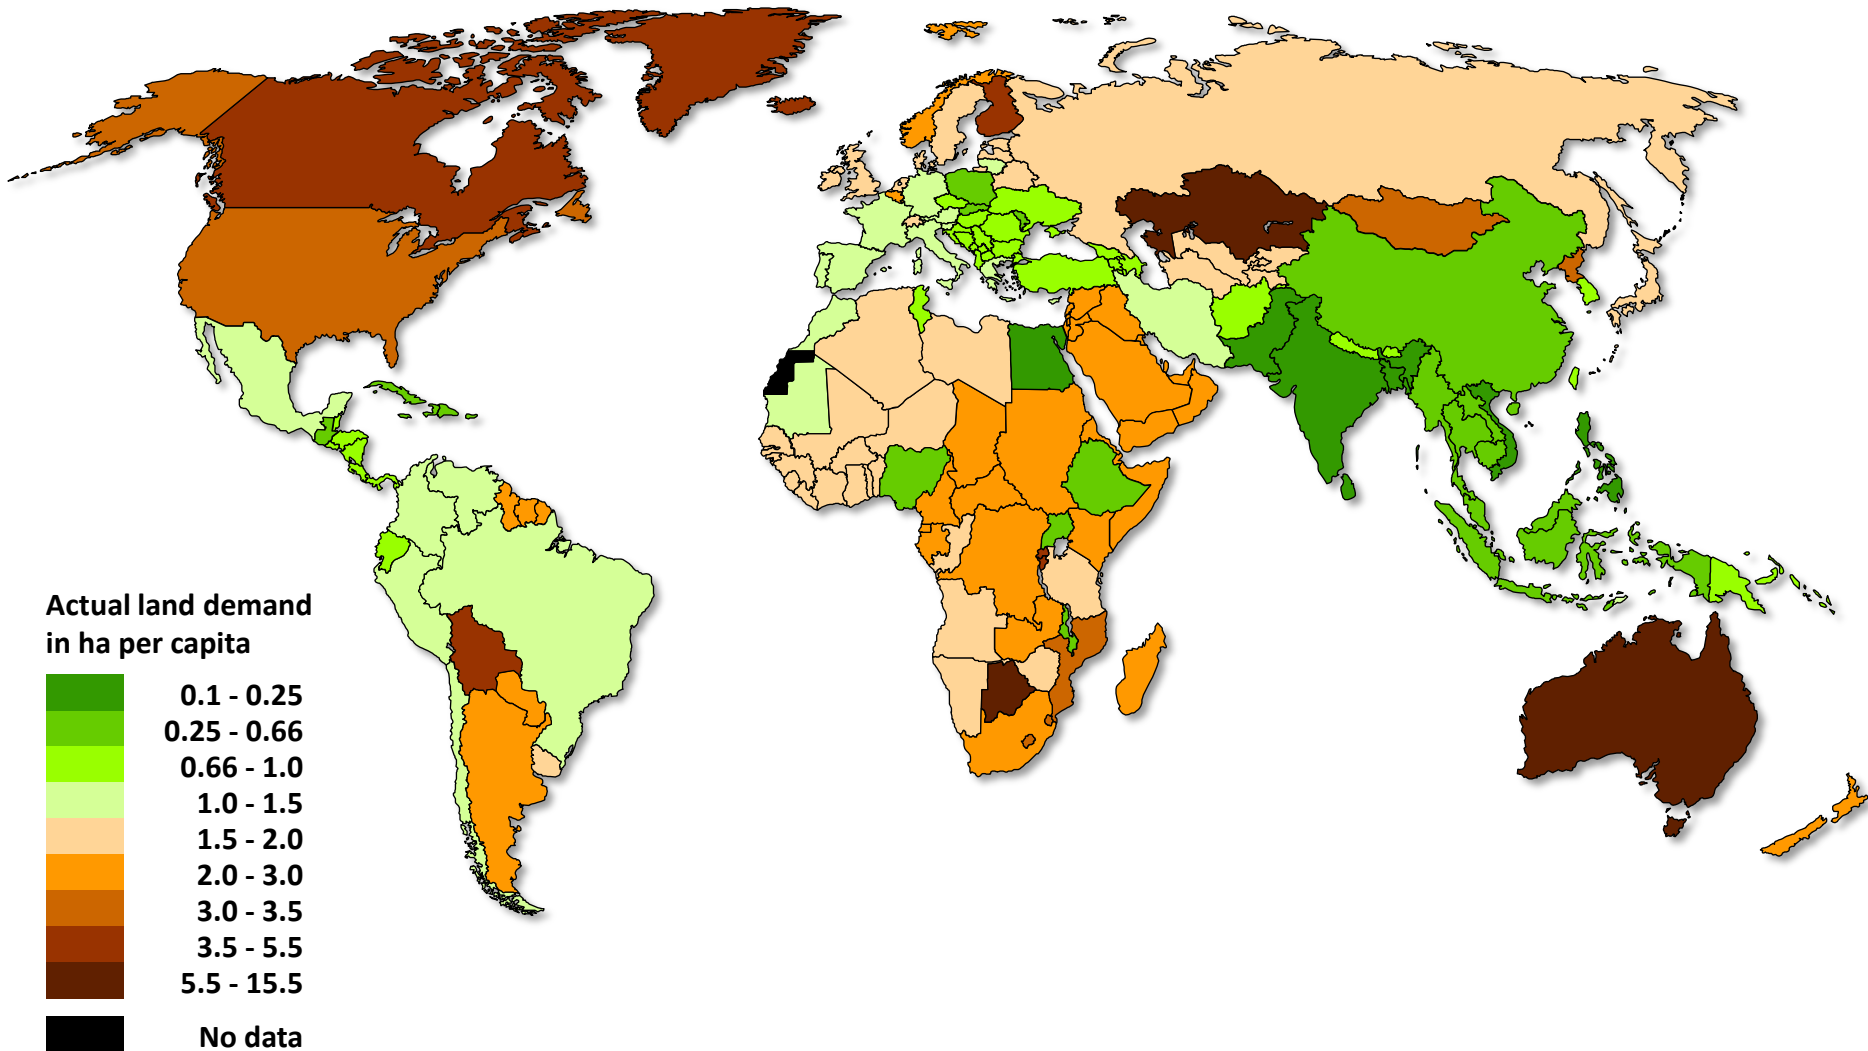 Actual land demand
in ha per capita
0.1 - 0.25
0.25 - 0.66
0.66 - 1.0
1.0 - 1.5
1.5 - 2.0
2.0 - 3.0
3.0 - 3.5
3.5 - 5.5
5.5 - 15.5
No data